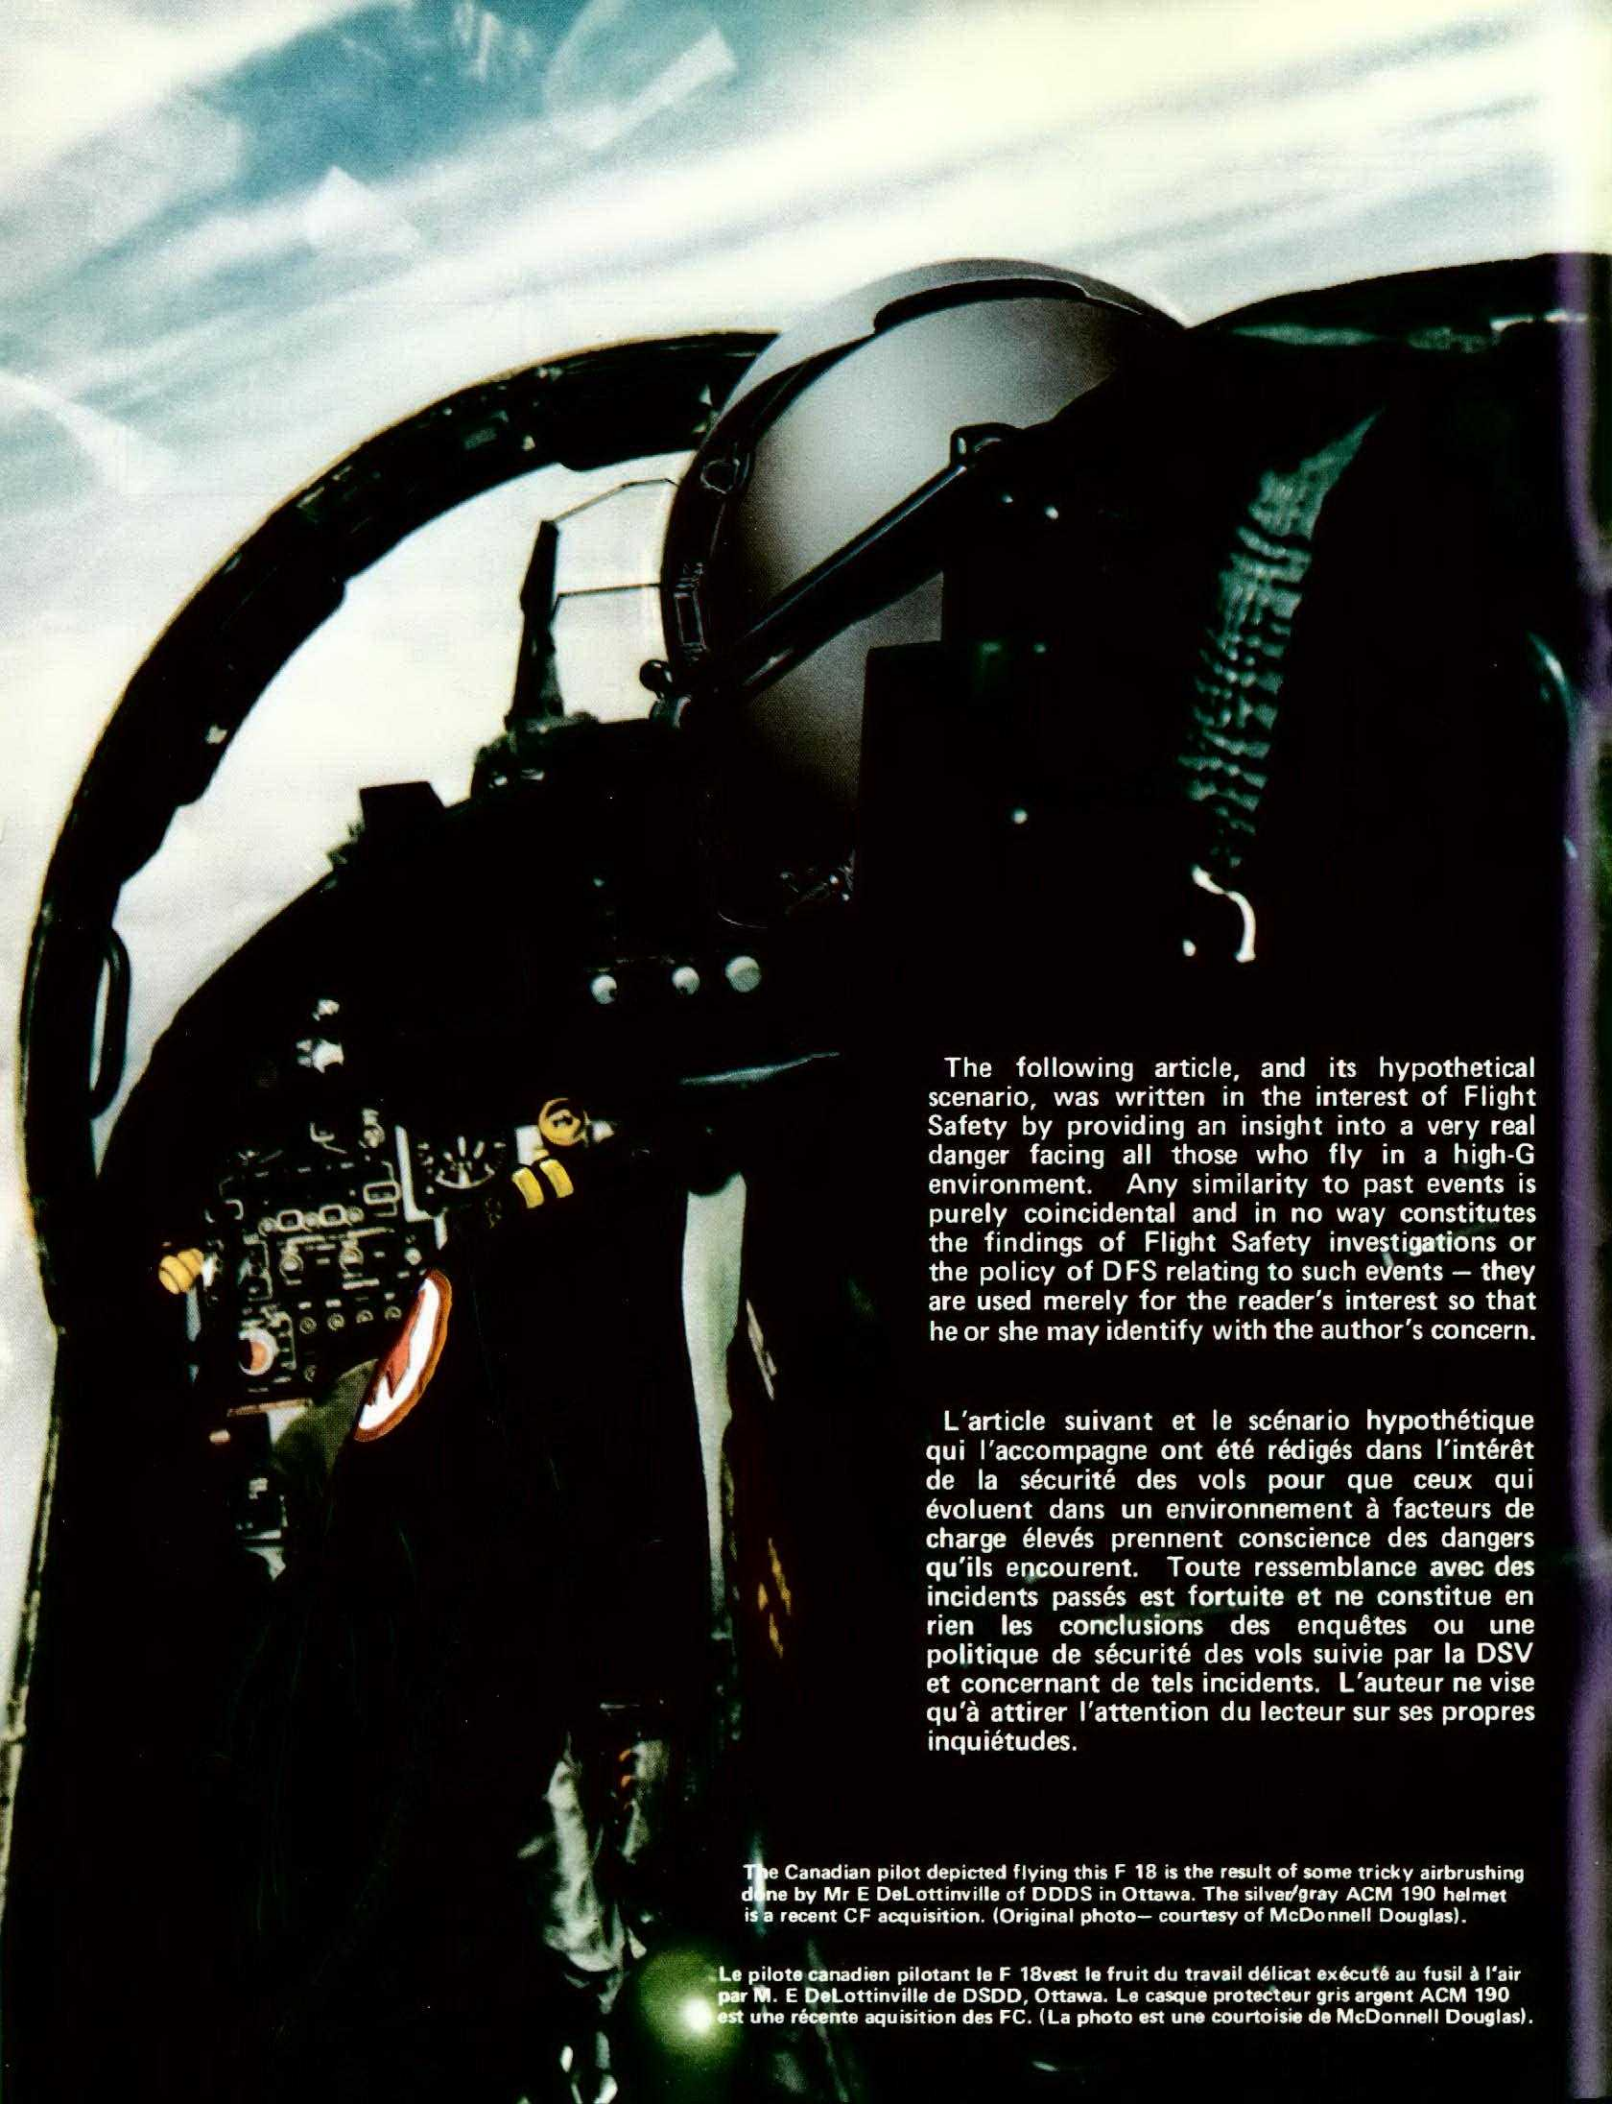 The following article, and its hypothetical
scenario, was written in the interest of Flight
Safety by providing an insight into a very real
danger facing all those who fly in a high-G
environment. Any similarity to past events is
purely coincidental and in no way constitutes
the findings of Flight Safety investigations or
the policy of DFS relating to such events — they
are used merely for the reader's interest so that
he or she may identify with the author's concern.
L'article suivant et le scénario hypothétique
qui l'accompagne ont été rédigés dans l'intérêt
de la sécurité des vols pour que ceux qui
évoluent dans un environnement à facteurs de
charge élevés prennent conscience des dangers
qu'ils encourent. Toute ressemblance avec des
incidents passés est fortuite et ne constitue en
rien les conclusions des enquêtes ou une
politique de sécurité des vols suivie par la DSV
et concernant de tels incidents. L'auteur ne vise
qu'à attirer l'attention du lecteur sur ses propres
inquiétudes.
The Canadian pilot depicted flying this F 18 is the result of some tricky airbrushing
done by Mr E DeLottinville of DDDS in Ottawa. The silver/gray ACM 190 helmet
is a recent CF acquisition. (Original photo— courtesy of McDonnell Douglas).
Le pilote canadien pilotant le F 18vest le fruit du travail délicat exécuté au fusil à l'air
par M. E DeLottinville de DSDD, Ottawa. Le casque protecteur gris argent ACM 190
est une récente aquisition des FC. (La photo est une courtoisie de McDonnell Douglas).